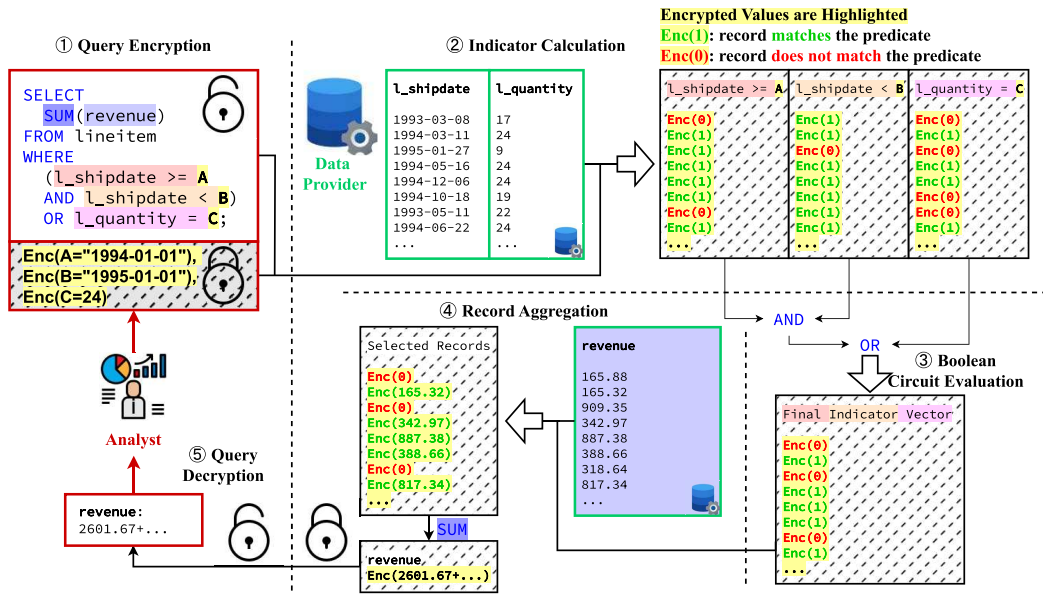 ① Query Encryption
SELECT
SUM(revenue)
FROM lineitem
WHERE
(l_shipdate >= A
AND l_shipdate < B)
OR l_quantity = C;
Enc(A="1994-01-01"),
Enc(B="1995-01-01"),
Enc(C=24)
Analyst
② Indicator Calculation
Data
Provider
l_shipdate l_quantity
1993-03-08 17
1994-03-11 24
1995-01-27 9
1994-05-16 24
1994-12-06 24
1994-10-18 19
1993-05-11 22
1994-06-22 24
... ...
Encrypted Values are Highlighted
Enc(1): record matches the predicate
Enc(0): record does not match the predicate
l_shipdate >= A l_shipdate < B l_quantity = C
Enc(0) Enc(1) Enc(0)
Enc(1) Enc(1) Enc(1)
Enc(1) Enc(0) Enc(0)
Enc(1) Enc(1) Enc(1)
Enc(1) Enc(1) Enc(1)
Enc(1) Enc(1) Enc(0)
Enc(0) Enc(1) Enc(0)
Enc(1) Enc(1) Enc(1)
... ... ...
AND
OR
③ Boolean
Circuit Evaluation
Final Indicator Vector
Enc(0)
Enc(1)
Enc(0)
Enc(1)
Enc(1)
Enc(1)
Enc(0)
Enc(1)
...
④ Record Aggregation
revenue
165.88
165.32
909.35
342.97
887.38
388.66
318.64
817.34
...
Selected Records
Enc(0)
Enc(165.32)
Enc(0)
Enc(342.97)
Enc(887.38)
Enc(388.66)
Enc(0)
Enc(817.34)
...
SUM
revenue
Enc(2601.67+...)
⑤ Query
Decryption
revenue:
2601.67+...